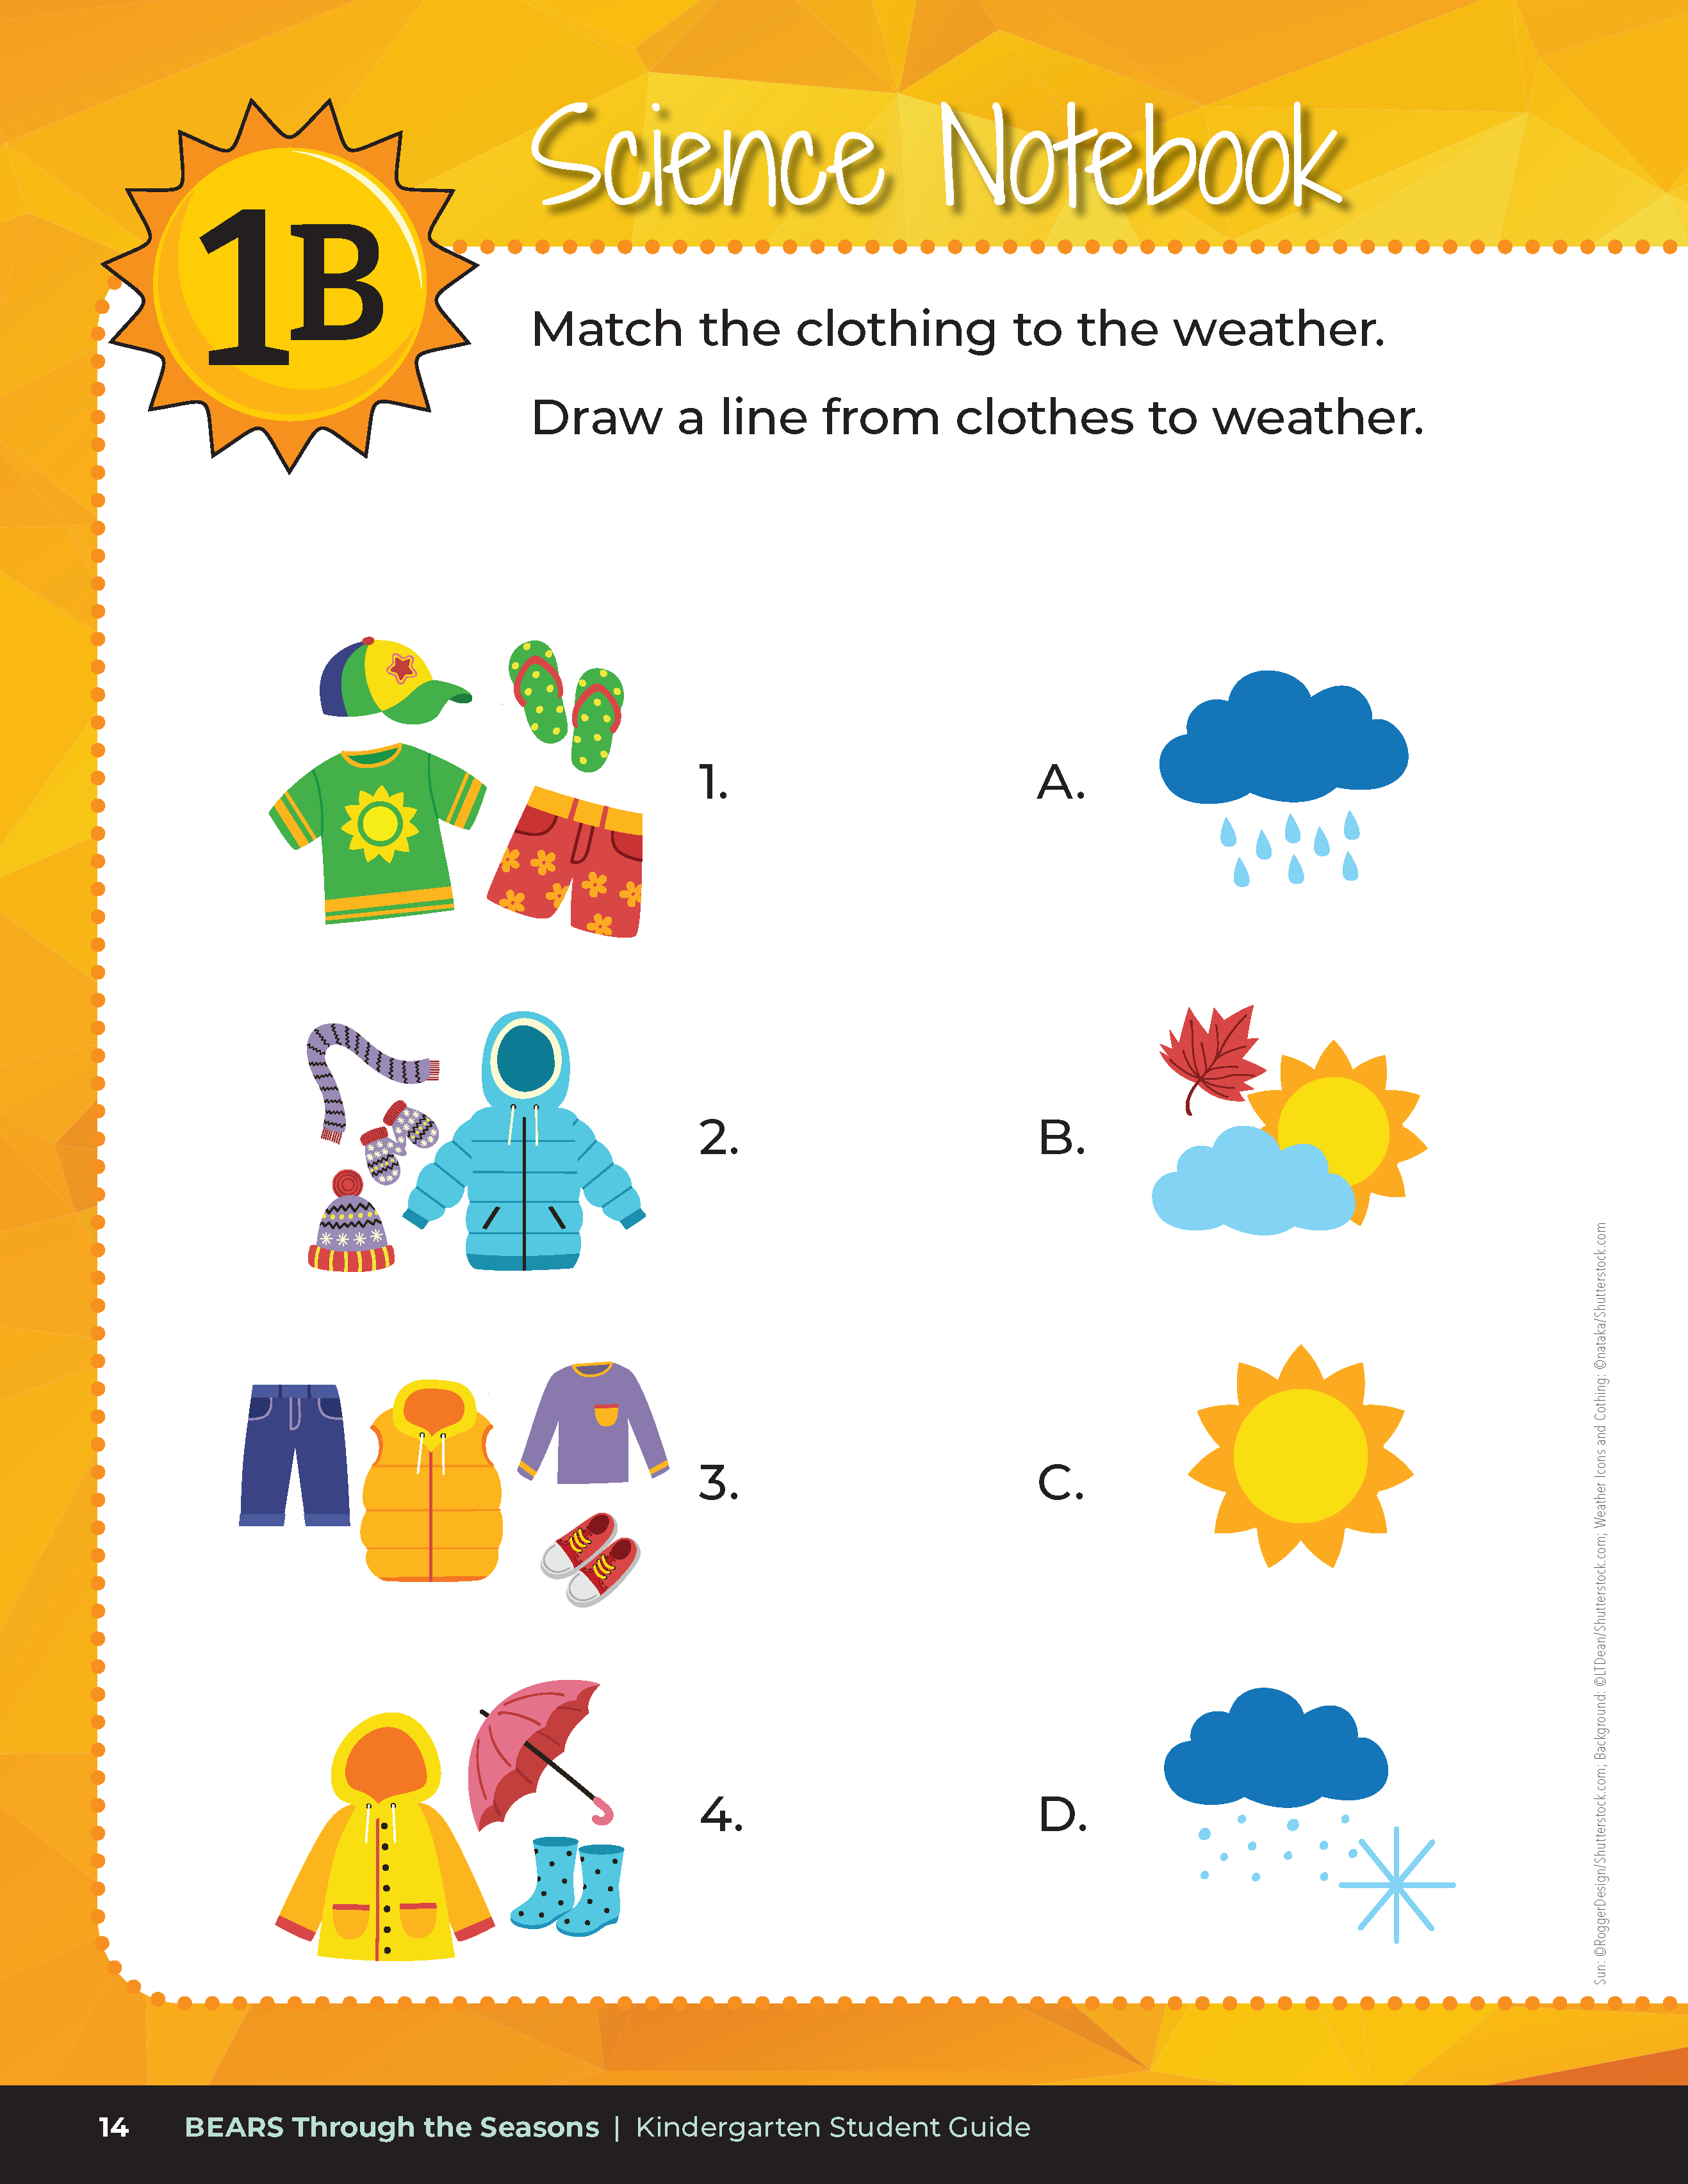 Science Notebook
1B
Match the clothing to the weather.
Draw a line from clothes to weather.
1.
A.
2.
B.
3.
C.
4.
D.
Sun: ©RoggerDesign/Shutterstock.com; Background: ©LTDean/Shutterstock.com; Weather Icons and Cothing: ©nataka/Shutterstock.com
14 BEARS Through the Seasons | Kindergarten Student Guide